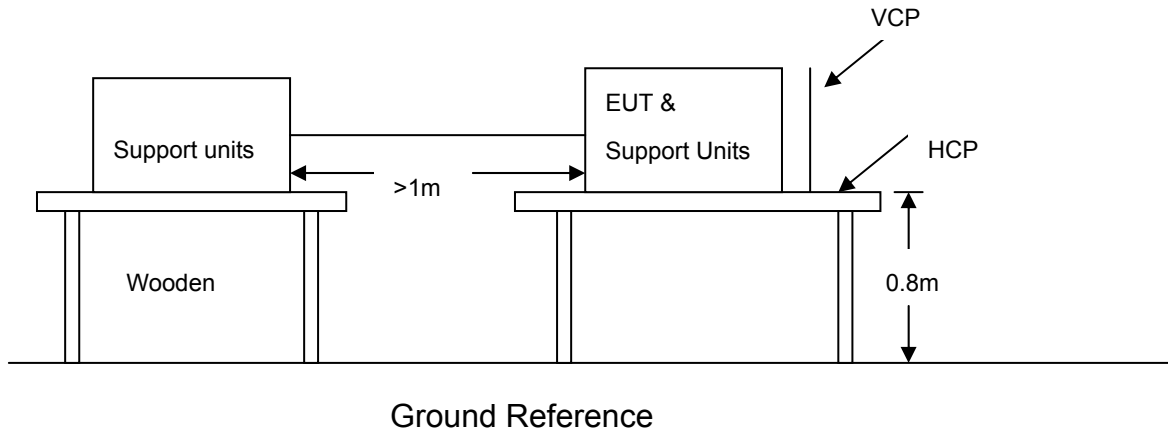 VCP
EUT &
Support Units
HCP
Support units
>1m
Wooden
0.8m
Ground Reference